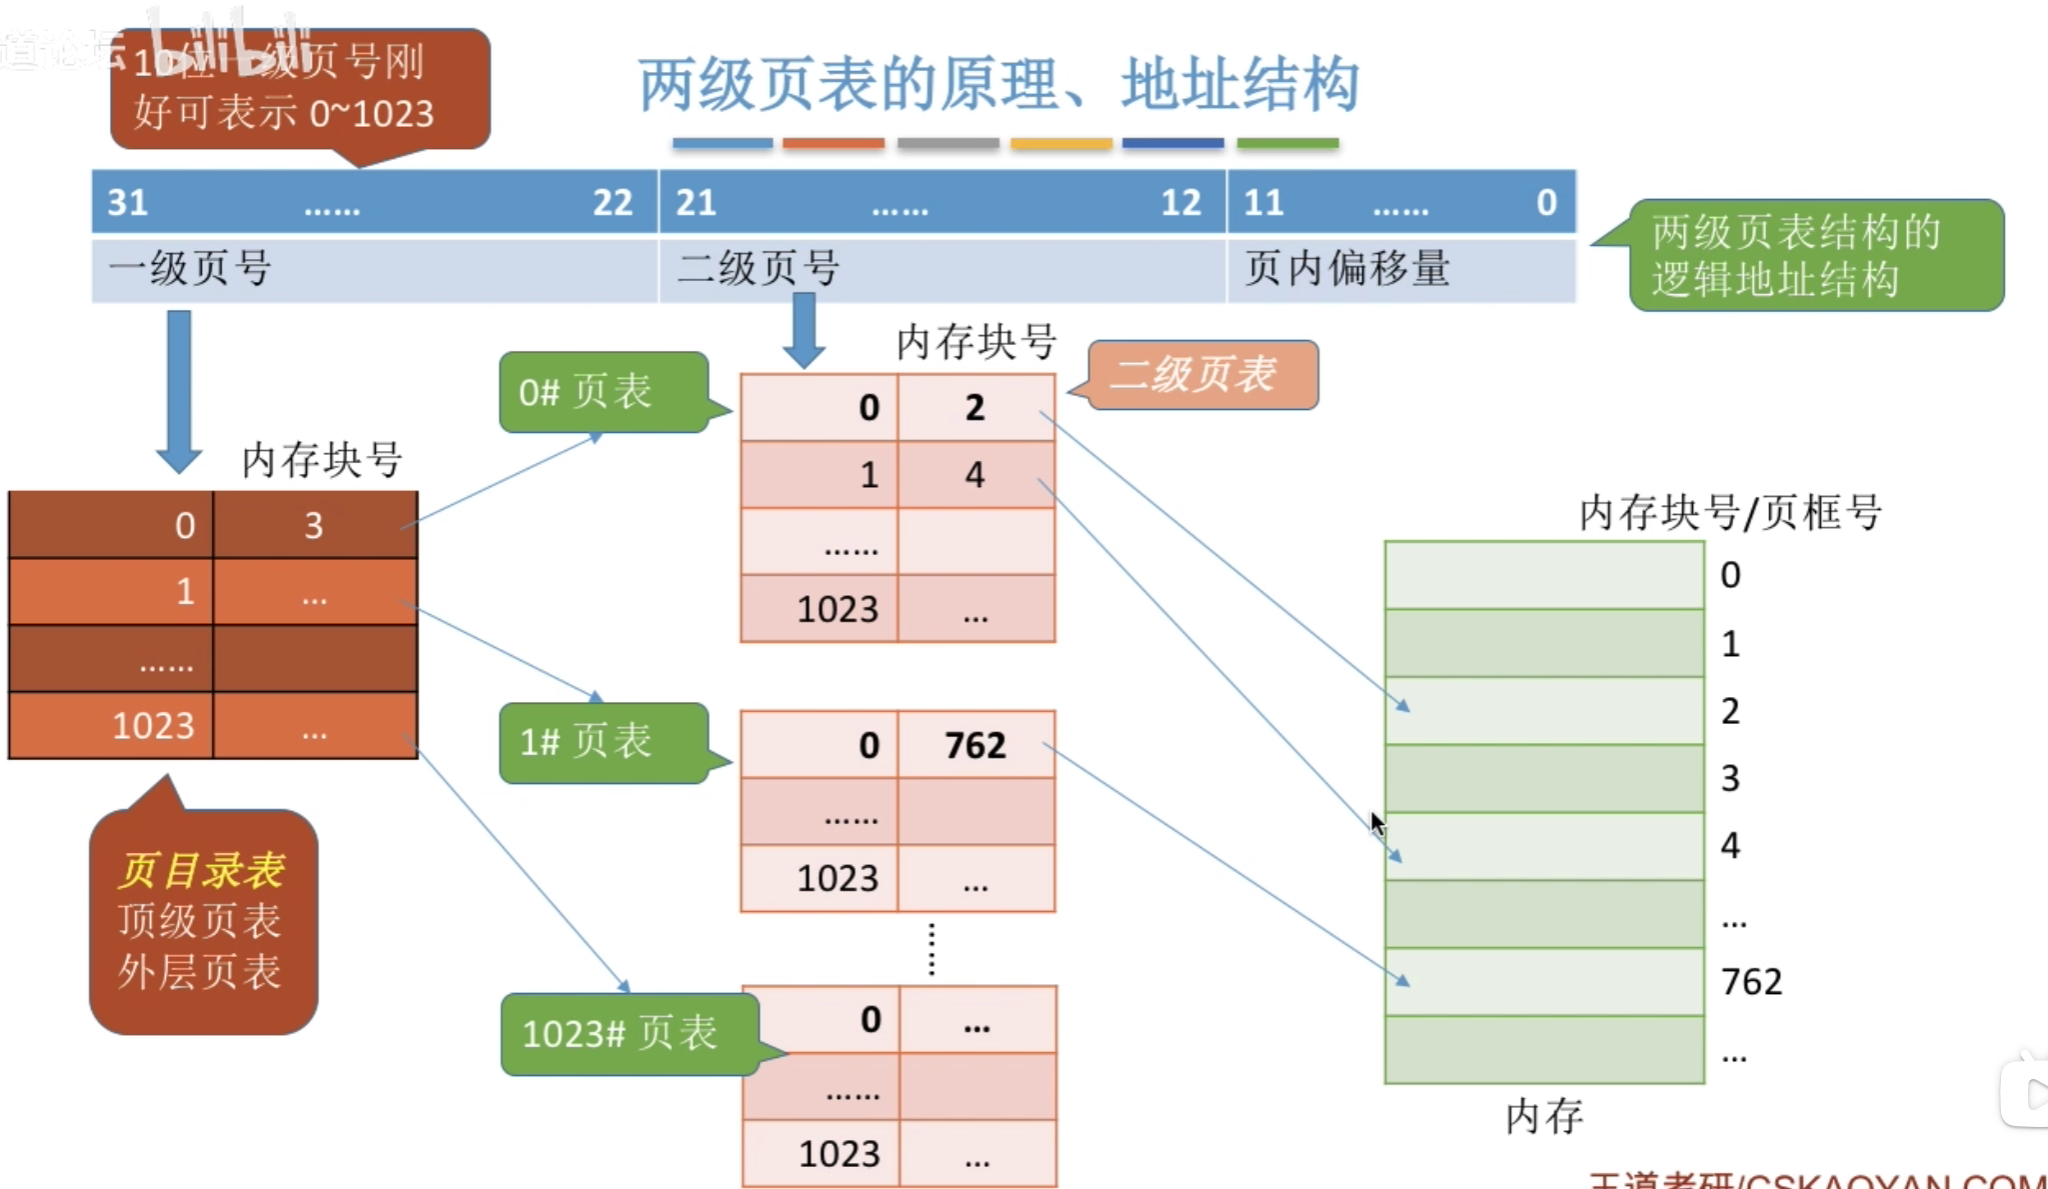 道论坛
bilibili
10位一级页号刚
好可表示 0~1023
两级页表的原理、地址结构
31 …… 22 21 …… 12 11 …… 0
一级页号 二级页号 页内偏移量
两级页表结构的
逻辑地址结构
内存块号
0 3
1 …
……
1023 …
页目录表
顶级页表
外层页表
0# 页表
内存块号
二级页表
0 2
1 4
……
1023 …
1# 页表
0 762
……
1023 …
1023# 页表
0 …
……
1023 …
内存块号/页框号
0
1
2
3
4
…
762
…
内存
王道考研/CSKAOYAN.COM